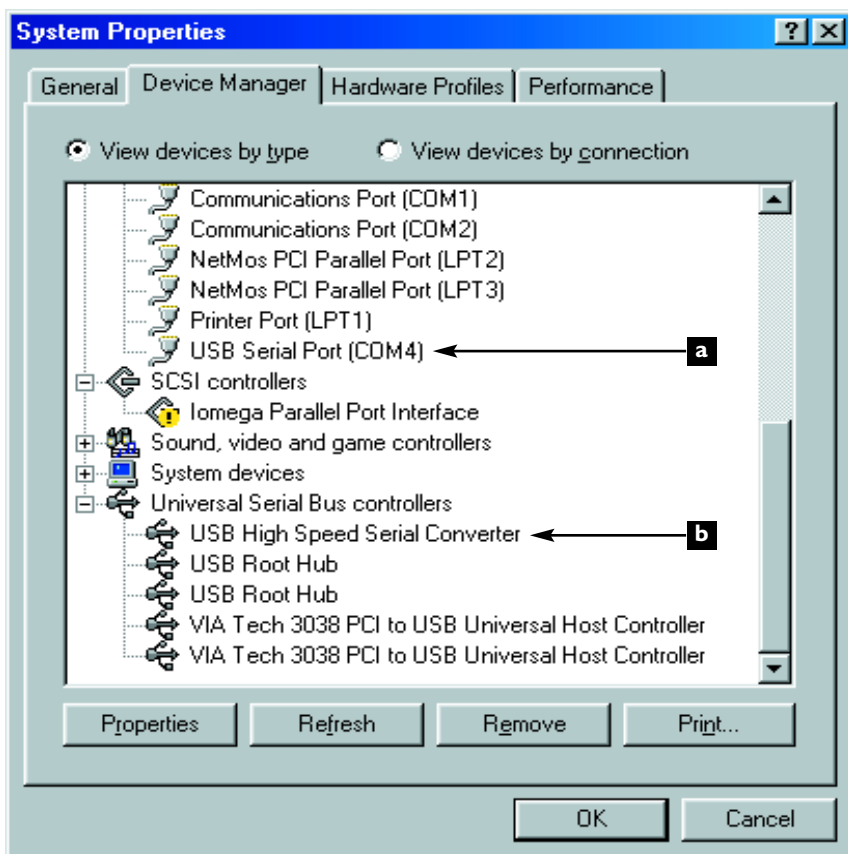 System Properties
General Device Manager Hardware Profiles Performance
View devices by type View devices by connection
Communications Port (COM1)
Communications Port (COM2)
NetMos PCI Parallel Port (LPT2)
NetMos PCI Parallel Port (LPT3)
Printer Port (LPT1)
USB Serial Port (COM4) a
SCSI controllers
Iomega Parallel Port Interface
Sound, video and game controllers
System devices
Universal Serial Bus controllers
USB High Speed Serial Converter b
USB Root Hub
USB Root Hub
VIA Tech 3038 PCI to USB Universal Host Controller
VIA Tech 3038 PCI to USB Universal Host Controller
Properties Refresh Remove Print...
OK Cancel